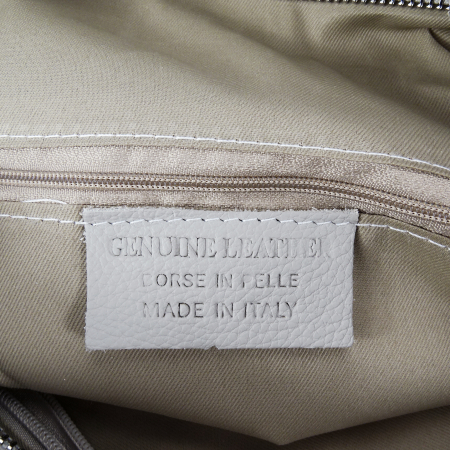 GENUINE LEATHER
BORSE IN PELLE
MADE IN ITALY